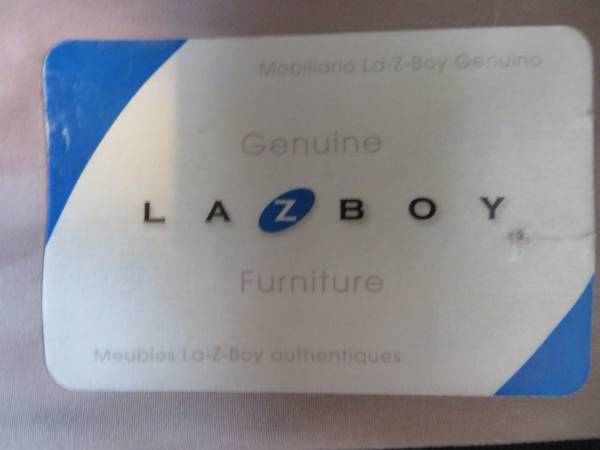 Mobiliario La-Z-Boy Genuino
Genuine
LAZBOY
Furniture
Meubles La-Z-Boy authentiques